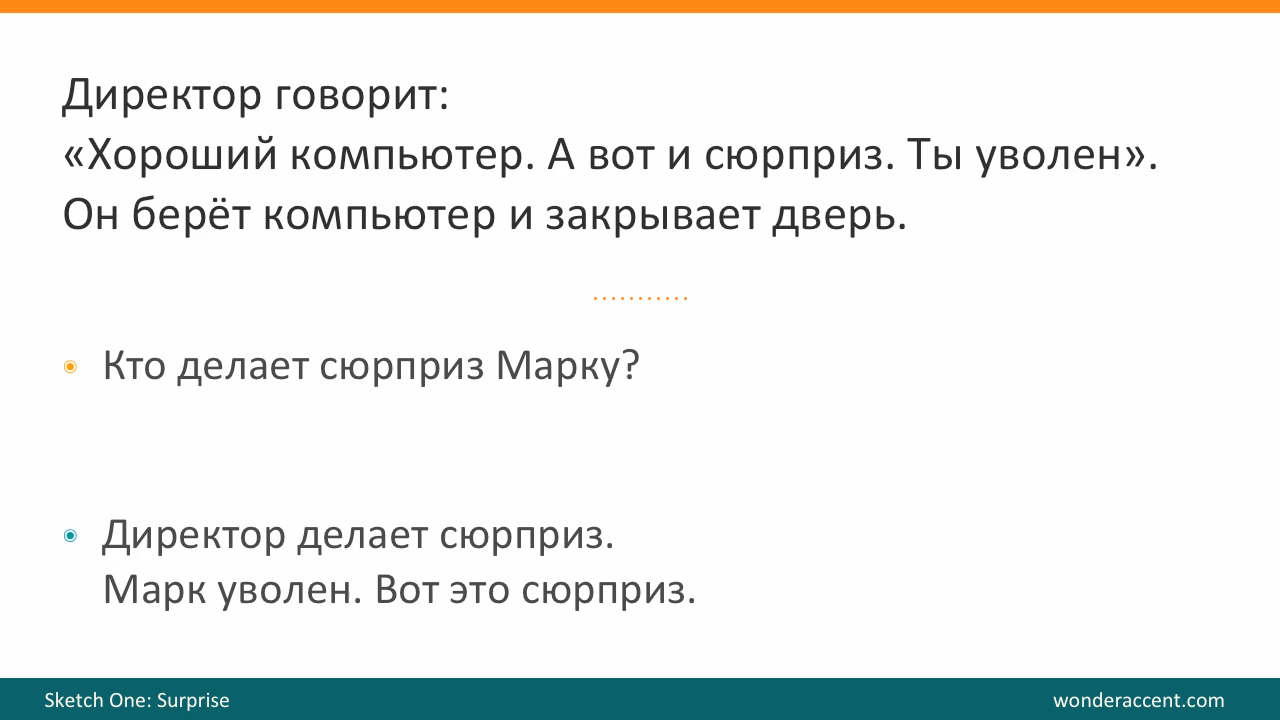 Директор говорит:
«Хороший компьютер. А вот и сюрприз. Ты уволен».
Он берёт компьютер и закрывает дверь.
Кто делает сюрприз Марку?
Директор делает сюрприз.
Марк уволен. Вот это сюрприз.
Sketch One: Surprise
wonderaccent.com